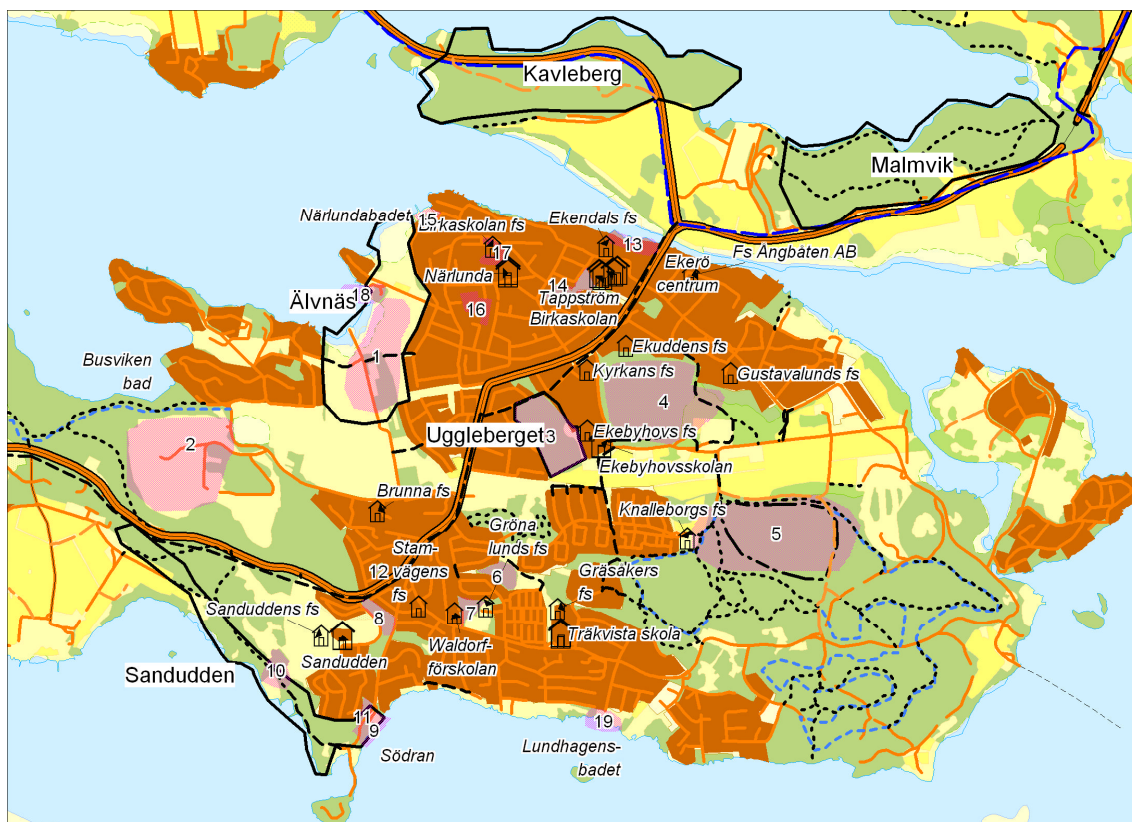 Kavleberg
Malmvik
Närlundabadet
15
Birkaskolan fs
Ekendals fs
13
17
Närlunda
14
Tappström
Birkaskolan
Ekerö
centrum
Fs Ångbåten AB
Älvnäs
18
16
1
Busviken
bad
Ekuddens fs
Kyrkans fs
Gustavalunds fs
4
2
Uggleberget
3
Ekebyhovs fs
Ekebyhovsskolan
Brunna fs
Knalleborgs fs
5
Gröna
lunds fs
Stam-
12 vägens
fs
6
Gräsåkers
fs
Sanduddens fs
8
7
Träkvista skola
Sandudden
Waldorf-
förskolan
Sandudden
10
11
9
Södran
19
Lundhagens-
badet